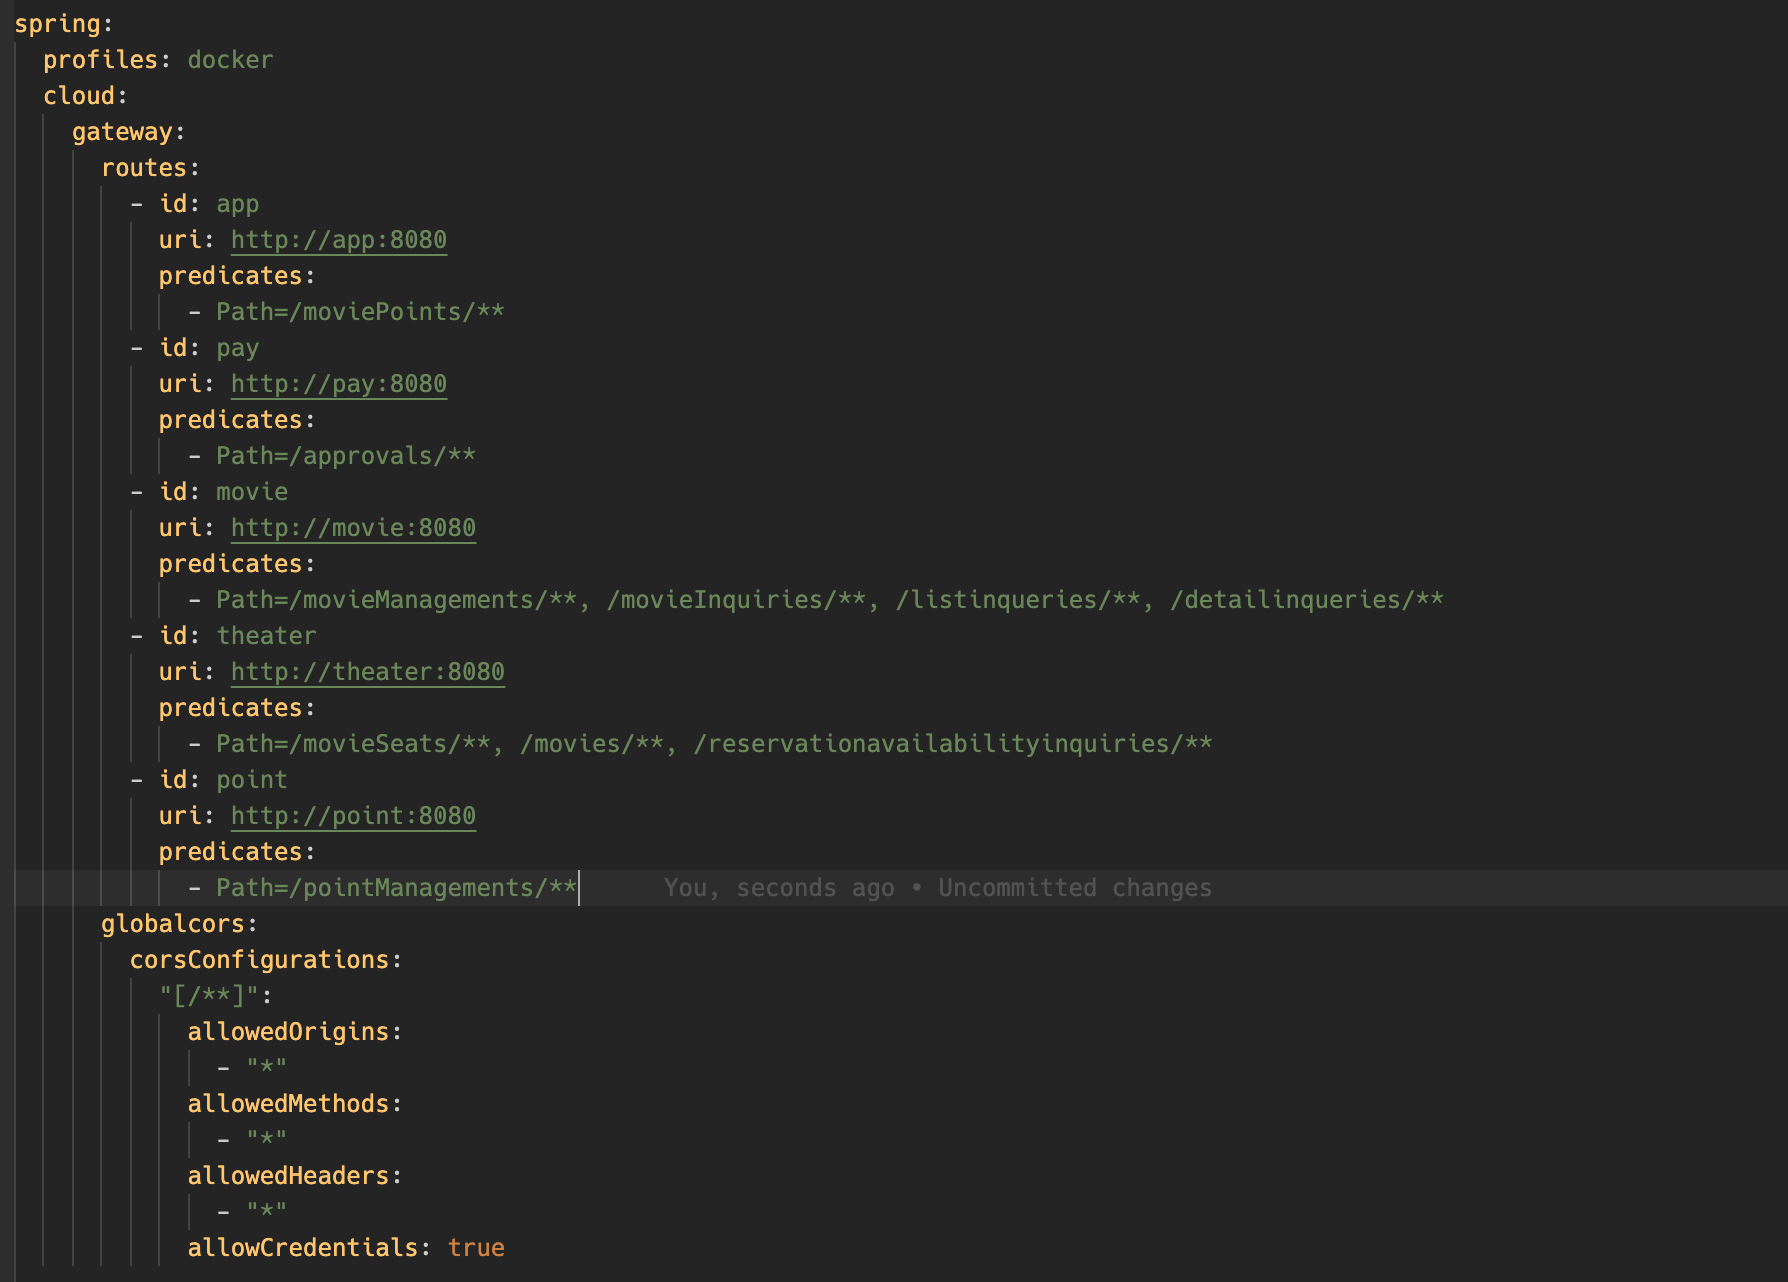 spring:
  profiles: docker
  cloud:
    gateway:
      routes:
        - id: app
          uri: http://app:8080
          predicates:
            - Path=/moviePoints/**
        - id: pay
          uri: http://pay:8080
          predicates:
            - Path=/approvals/**
        - id: movie
          uri: http://movie:8080
          predicates:
            - Path=/movieManagements/**, /movieInquiries/**, /listinqueries/**, /detailinqueries/**
        - id: theater
          uri: http://theater:8080
          predicates:
            - Path=/movieSeats/**, /movies/**, /reservationavailabilityinquiries/**
        - id: point
          uri: http://point:8080
          predicates:
            - Path=/pointManagements/**      You, seconds ago • Uncommitted changes
      globalcors:
        corsConfigurations:
          "[/**]":
            allowedOrigins:
              - "*"
            allowedMethods:
              - "*"
            allowedHeaders:
              - "*"
            allowCredentials: true